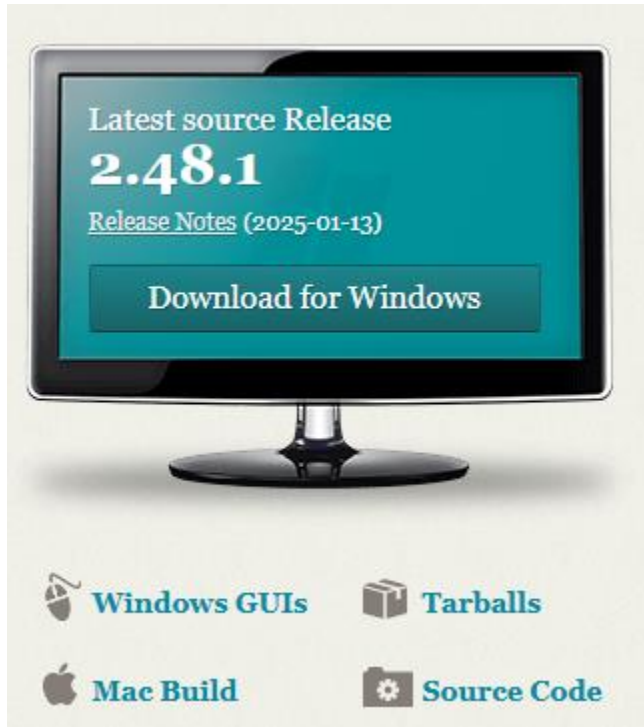 Latest source Release
2.48.1
Release Notes (2025-01-13)
Download for Windows
Windows GUIs
Tarballs
Mac Build
Source Code